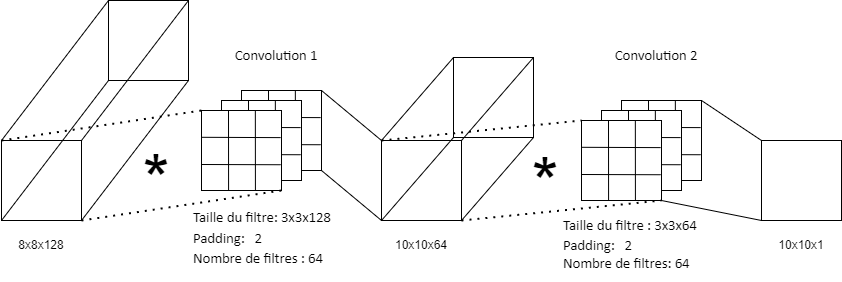 Convolution 1
Convolution 2
*
*
Taille du filtre: 3x3x128
Padding: 2
Nombre de filtres : 64
Taille du filtre : 3x3x64
Padding: 2
Nombre de filtres: 64
8x8x128
10x10x64
10x10x1